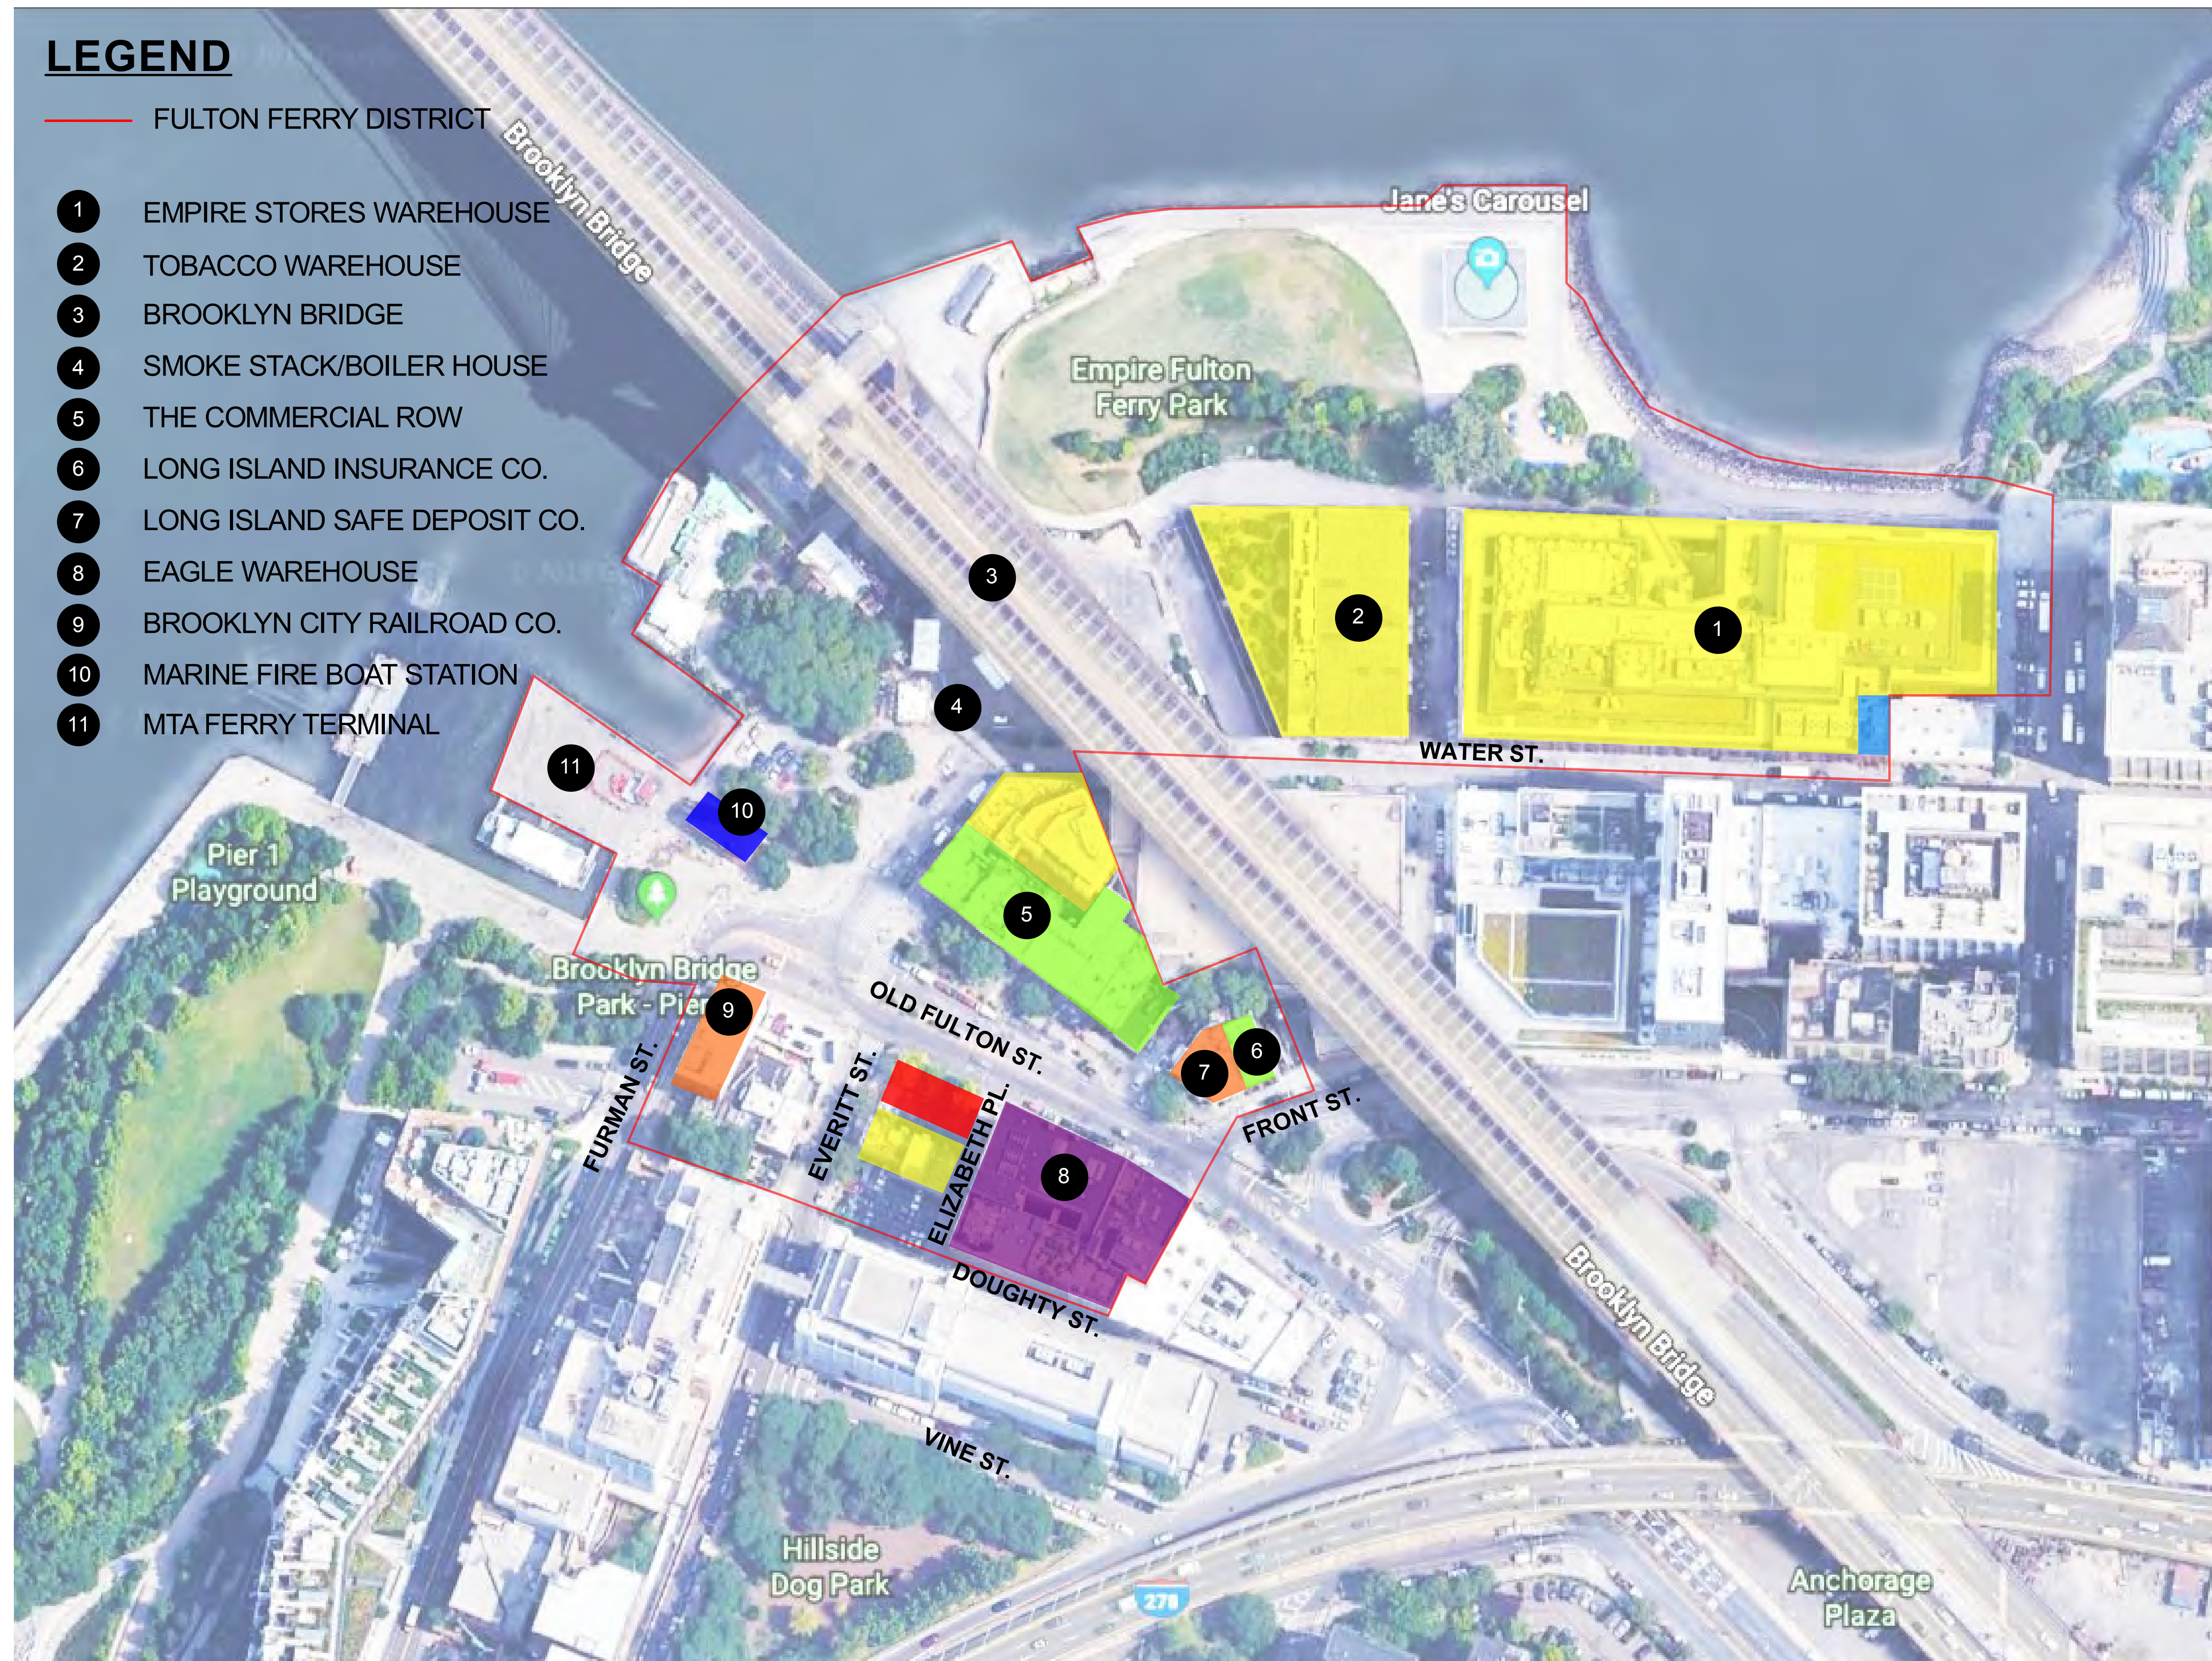 LEGEND
FULTON FERRY DISTRICT
1 EMPIRE STORES WAREHOUSE
2 TOBACCO WAREHOUSE
3 BROOKLYN BRIDGE
4 SMOKE STACK/BOILER HOUSE
5 THE COMMERCIAL ROW
6 LONG ISLAND INSURANCE CO.
7 LONG ISLAND SAFE DEPOSIT CO.
8 EAGLE WAREHOUSE
9 BROOKLYN CITY RAILROAD CO.
10 MARINE FIRE BOAT STATION
11 MTA FERRY TERMINAL
Brooklyn Bridge
Jane's Carousel
Empire Fulton
Ferry Park
3
2
1
4
WATER ST.
11
10
Pier 1
Playground
5
Brooklyn Bridge
Park - Pier
9
OLD FULTON ST.
6
7
FURMAN ST.
EVERITT ST.
ELIZABETH PL.
FRONT ST.
8
DOUGHTY ST.
Brooklyn Bridge
VINE ST.
Hillside
Dog Park
278
Anchorage
Plaza